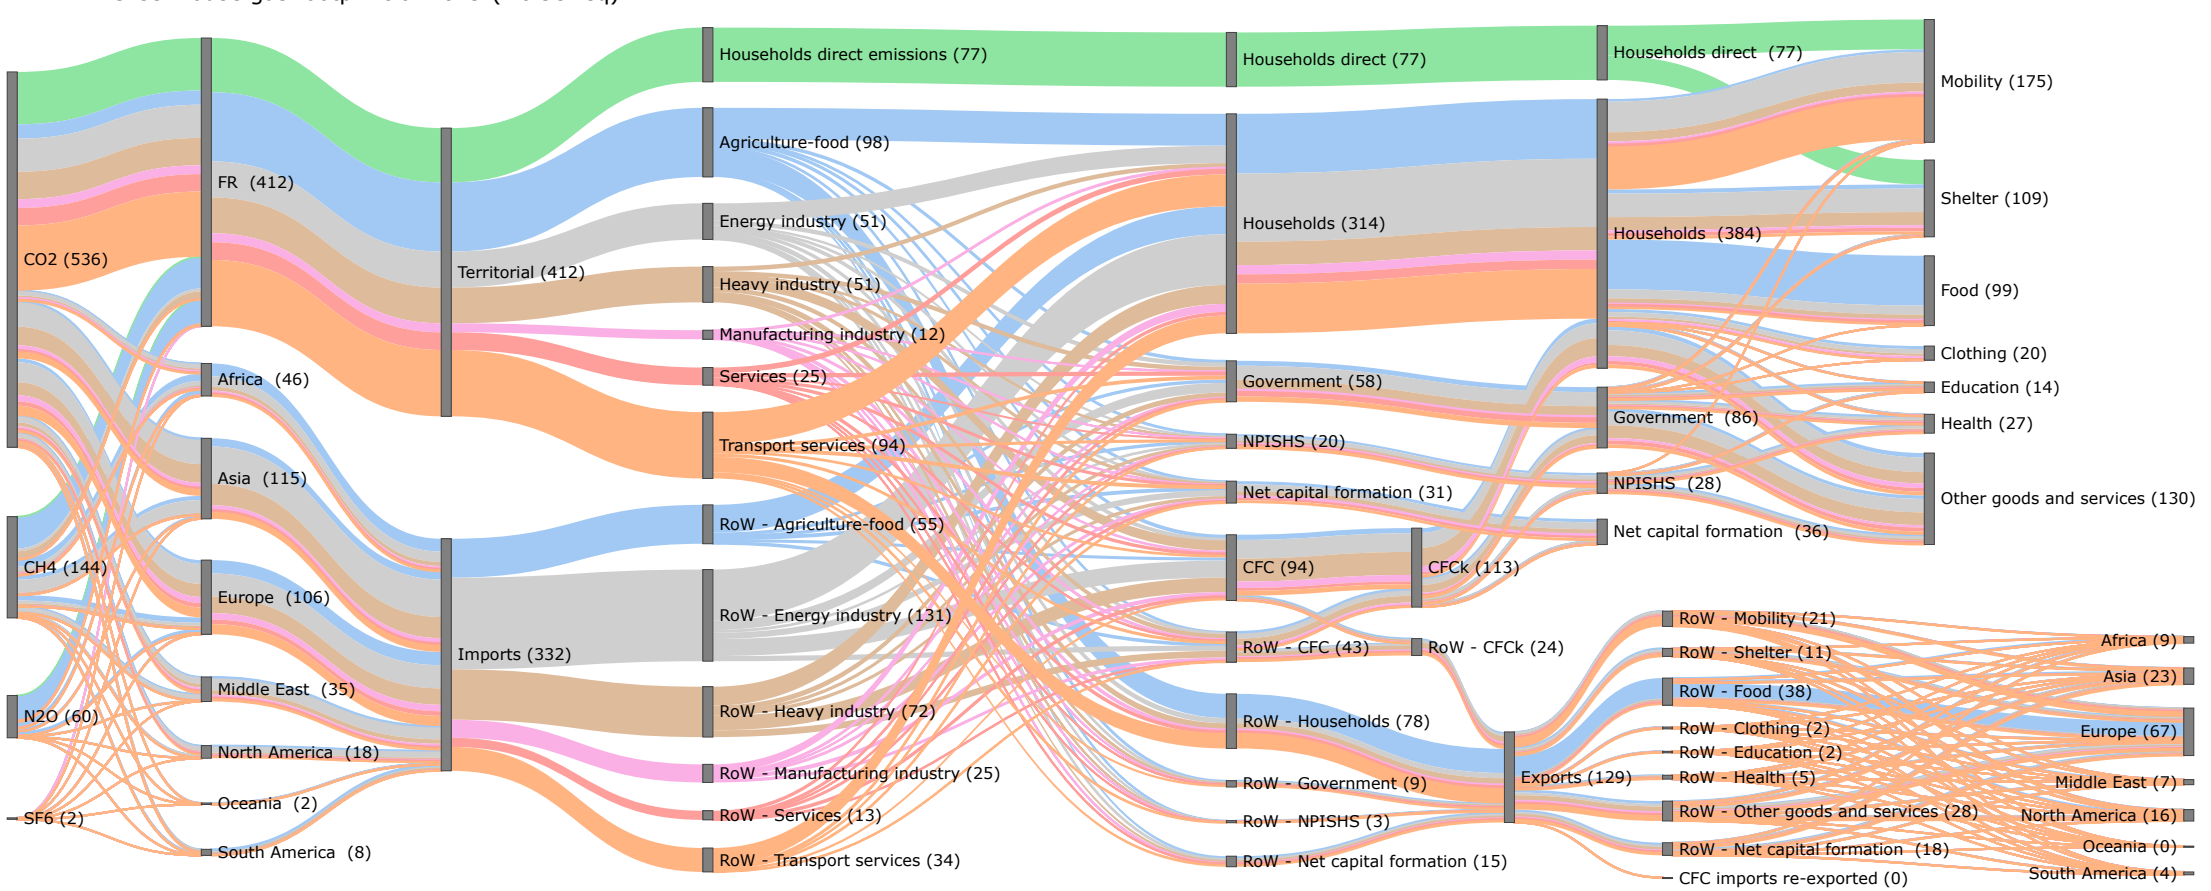 CO2 (536)
CH4 (144)
N2O (60)
SF6 (2)
FR (412)
Africa (46)
Asia (115)
Europe (106)
Middle East (35)
North America (18)
Oceania (2)
South America (8)
Territorial (412)
Imports (332)
Households direct emissions (77)
Agriculture-food (98)
Energy industry (51)
Heavy industry (51)
Manufacturing industry (12)
Services (25)
Transport services (94)
RoW - Agriculture-food (55)
RoW - Energy industry (131)
RoW - Heavy industry (72)
RoW - Manufacturing industry (25)
RoW - Services (13)
RoW - Transport services (34)
Households direct (77)
Households (314)
Government (58)
NPISHS (20)
Net capital formation (31)
CFC (94)
RoW - CFC (43)
RoW - Households (78)
RoW - Government (9)
RoW - NPISHS (3)
RoW - Net capital formation (15)
CFCk (113)
RoW - CFCk (24)
Exports (129)
Households direct (77)
Households (384)
Government (86)
NPISHS (28)
Net capital formation (36)
RoW - Mobility (21)
RoW - Shelter (11)
RoW - Food (38)
RoW - Clothing (2)
RoW - Education (2)
RoW - Health (5)
RoW - Other goods and services (28)
RoW - Net capital formation (18)
CFC imports re-exported (0)
Mobility (175)
Shelter (109)
Food (99)
Clothing (20)
Education (14)
Health (27)
Other goods and services (130)
Africa (9)
Asia (23)
Europe (67)
Middle East (7)
North America (16)
Oceania (0)
South America (4)